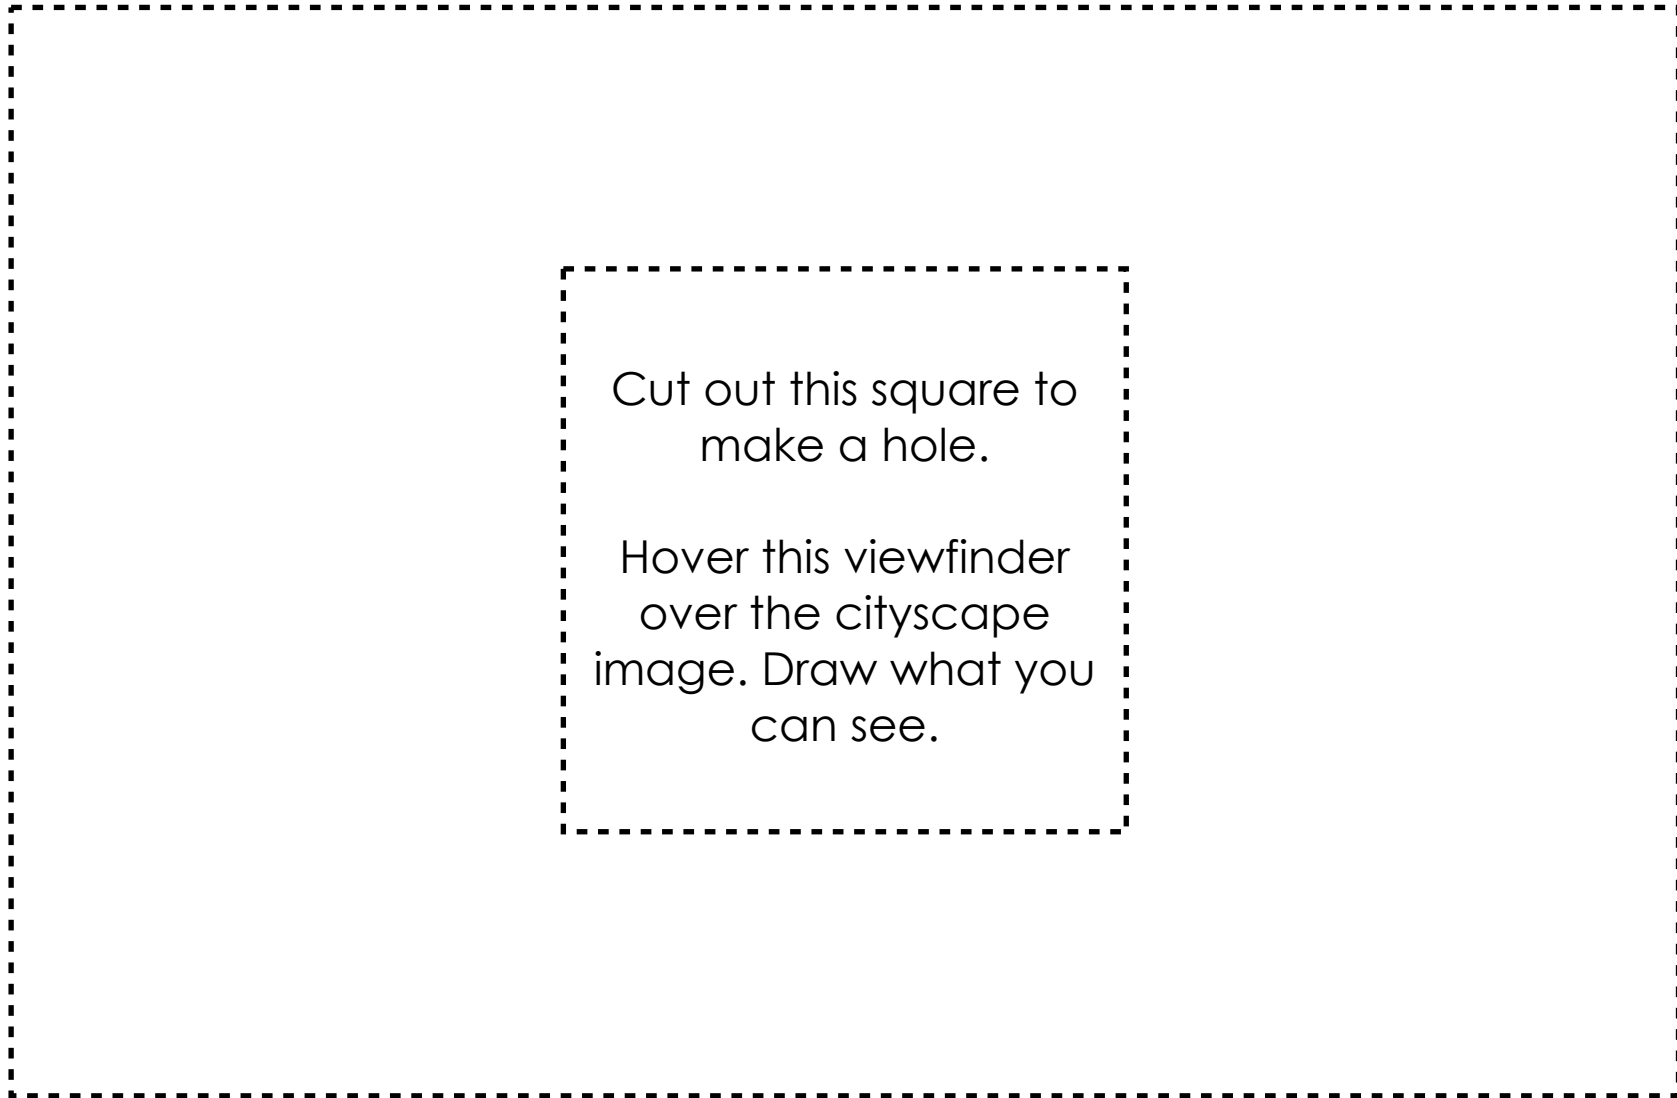 Cut out this square to
make a hole.
Hover this viewfinder
over the cityscape
image. Draw what you
can see.